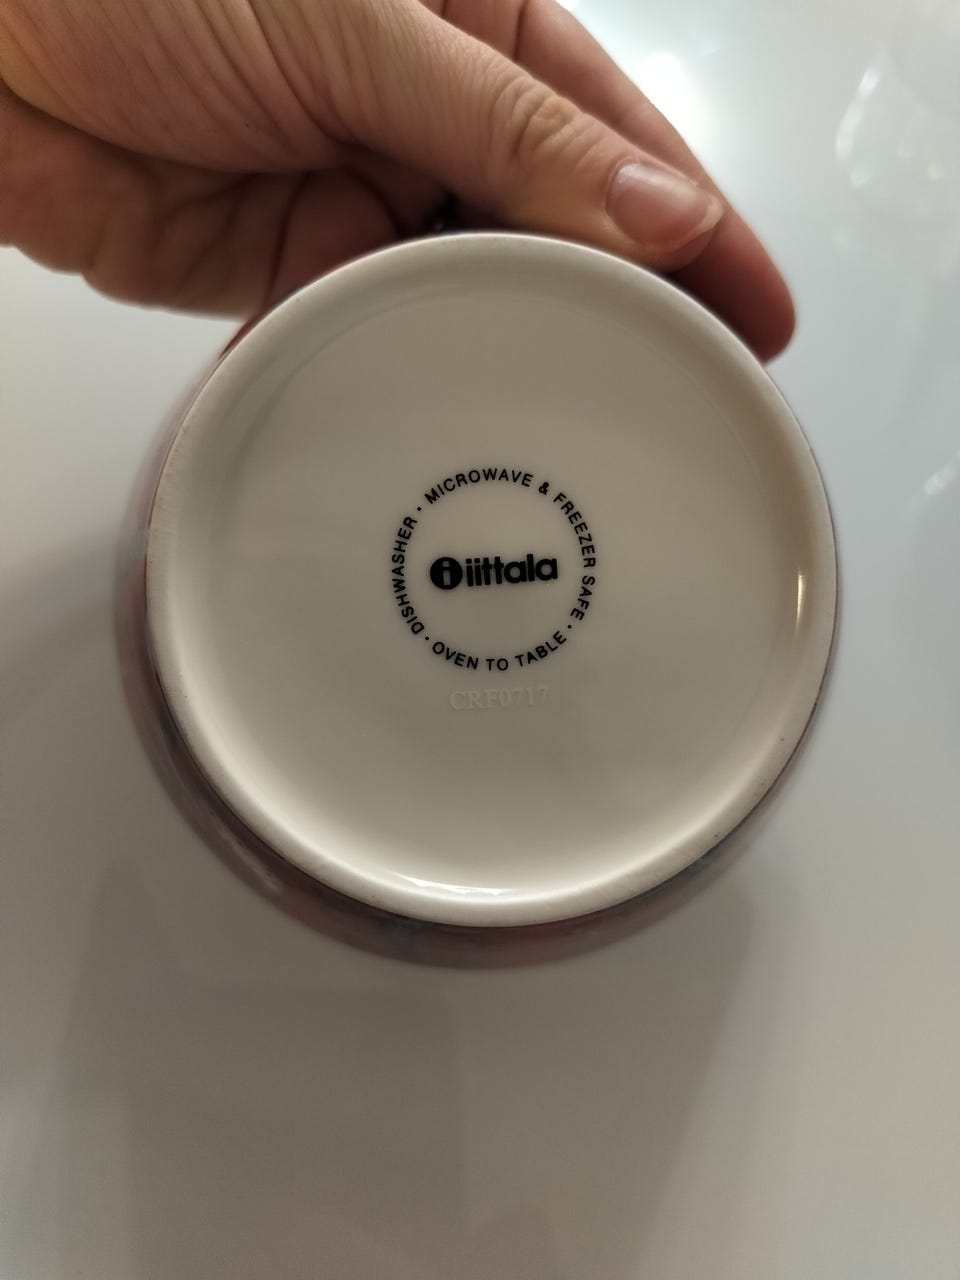 DISHWASHER · MICROWAVE & FREEZER SAFE · OVEN TO TABLE ·
i iittala
CRF0717